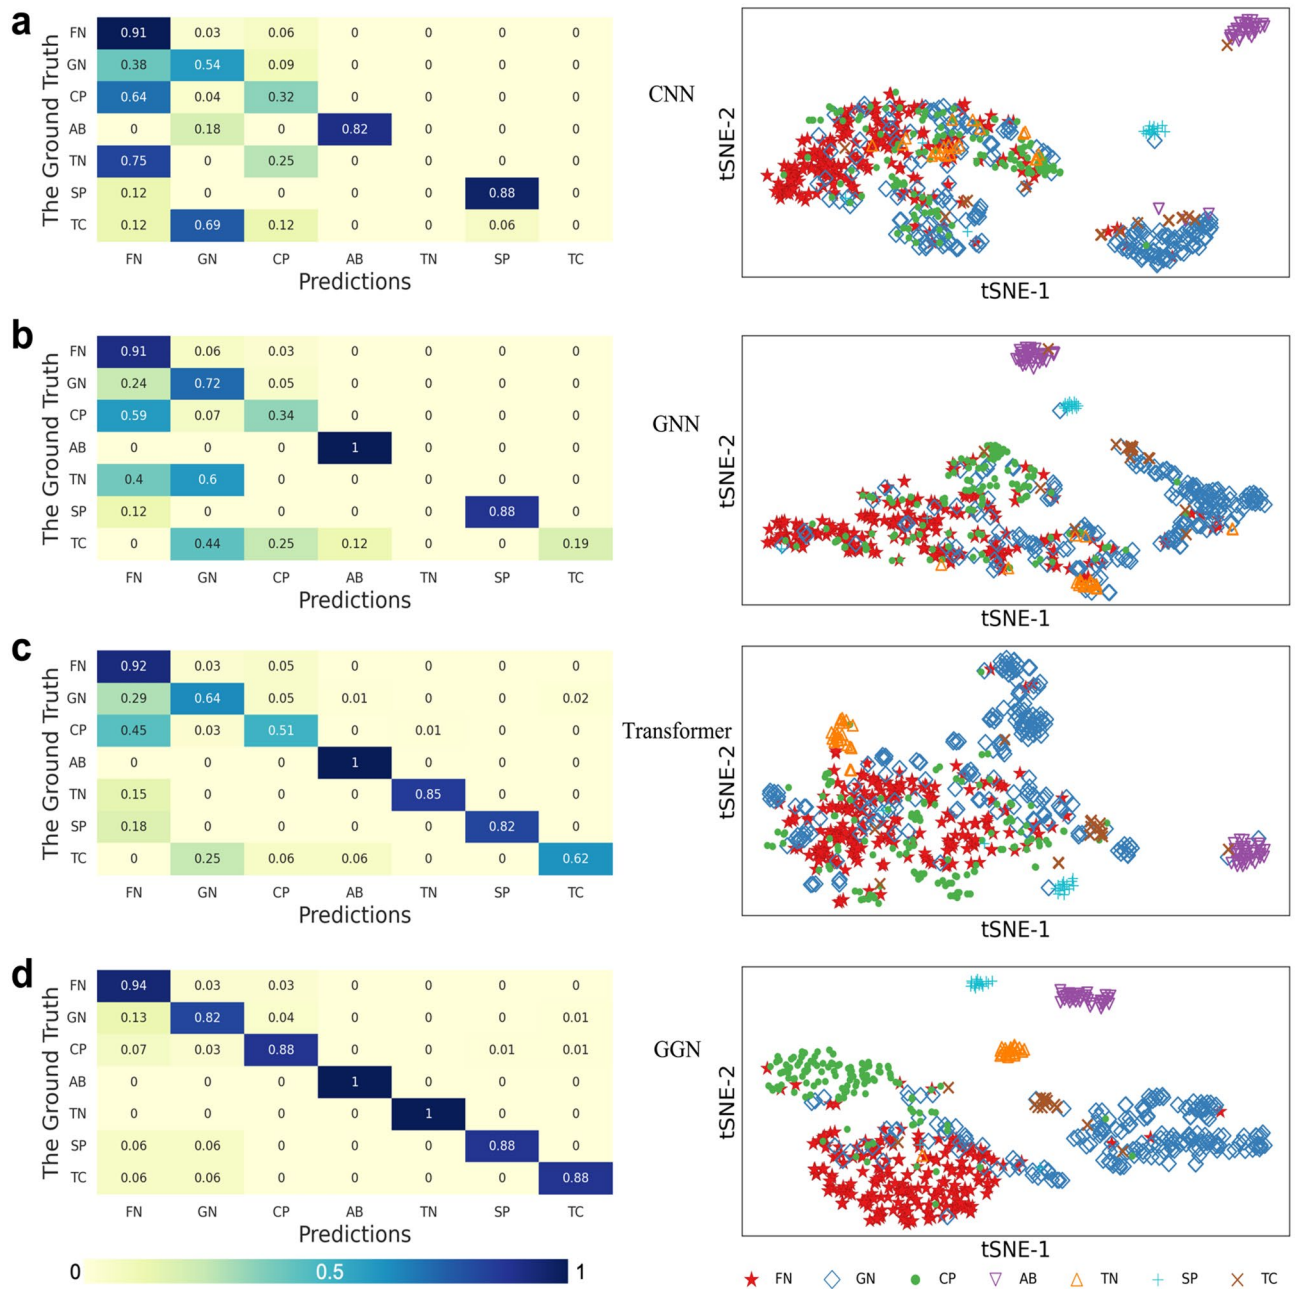 a
The Ground Truth
FN 0.91 0.03 0.06 0 0 0 0
GN 0.38 0.54 0.09 0 0 0 0
CP 0.64 0.04 0.32 0 0 0 0
AB 0 0.18 0 0.82 0 0 0
TN 0.75 0 0.25 0 0 0 0
SP 0.12 0 0 0 0 0.88 0
TC 0.12 0.69 0.12 0 0 0.06 0
FN GN CP AB TN SP TC
Predictions
CNN
tSNE-2
tSNE-1
b
The Ground Truth
FN 0.91 0.06 0.03 0 0 0 0
GN 0.24 0.72 0.05 0 0 0 0
CP 0.59 0.07 0.34 0 0 0 0
AB 0 0 0 1 0 0 0
TN 0.4 0.6 0 0 0 0 0
SP 0.12 0 0 0 0 0.88 0
TC 0 0.44 0.25 0.12 0 0 0.19
FN GN CP AB TN SP TC
Predictions
GNN
tSNE-2
tSNE-1
c
The Ground Truth
FN 0.92 0.03 0.05 0 0 0 0
GN 0.29 0.64 0.05 0.01 0 0 0.02
CP 0.45 0.03 0.51 0 0.01 0 0
AB 0 0 0 1 0 0 0
TN 0.15 0 0 0 0.85 0 0
SP 0.18 0 0 0 0 0.82 0
TC 0 0.25 0.06 0.06 0 0 0.62
FN GN CP AB TN SP TC
Predictions
Transformer
tSNE-2
tSNE-1
d
The Ground Truth
FN 0.94 0.03 0.03 0 0 0 0
GN 0.13 0.82 0.04 0 0 0 0.01
CP 0.07 0.03 0.88 0 0 0.01 0.01
AB 0 0 0 1 0 0 0
TN 0 0 0 0 1 0 0
SP 0.06 0.06 0 0 0 0.88 0
TC 0.06 0.06 0 0 0 0 0.88
FN GN CP AB TN SP TC
Predictions
GGN
tSNE-2
tSNE-1
0 0.5 1
FN GN CP AB TN SP TC